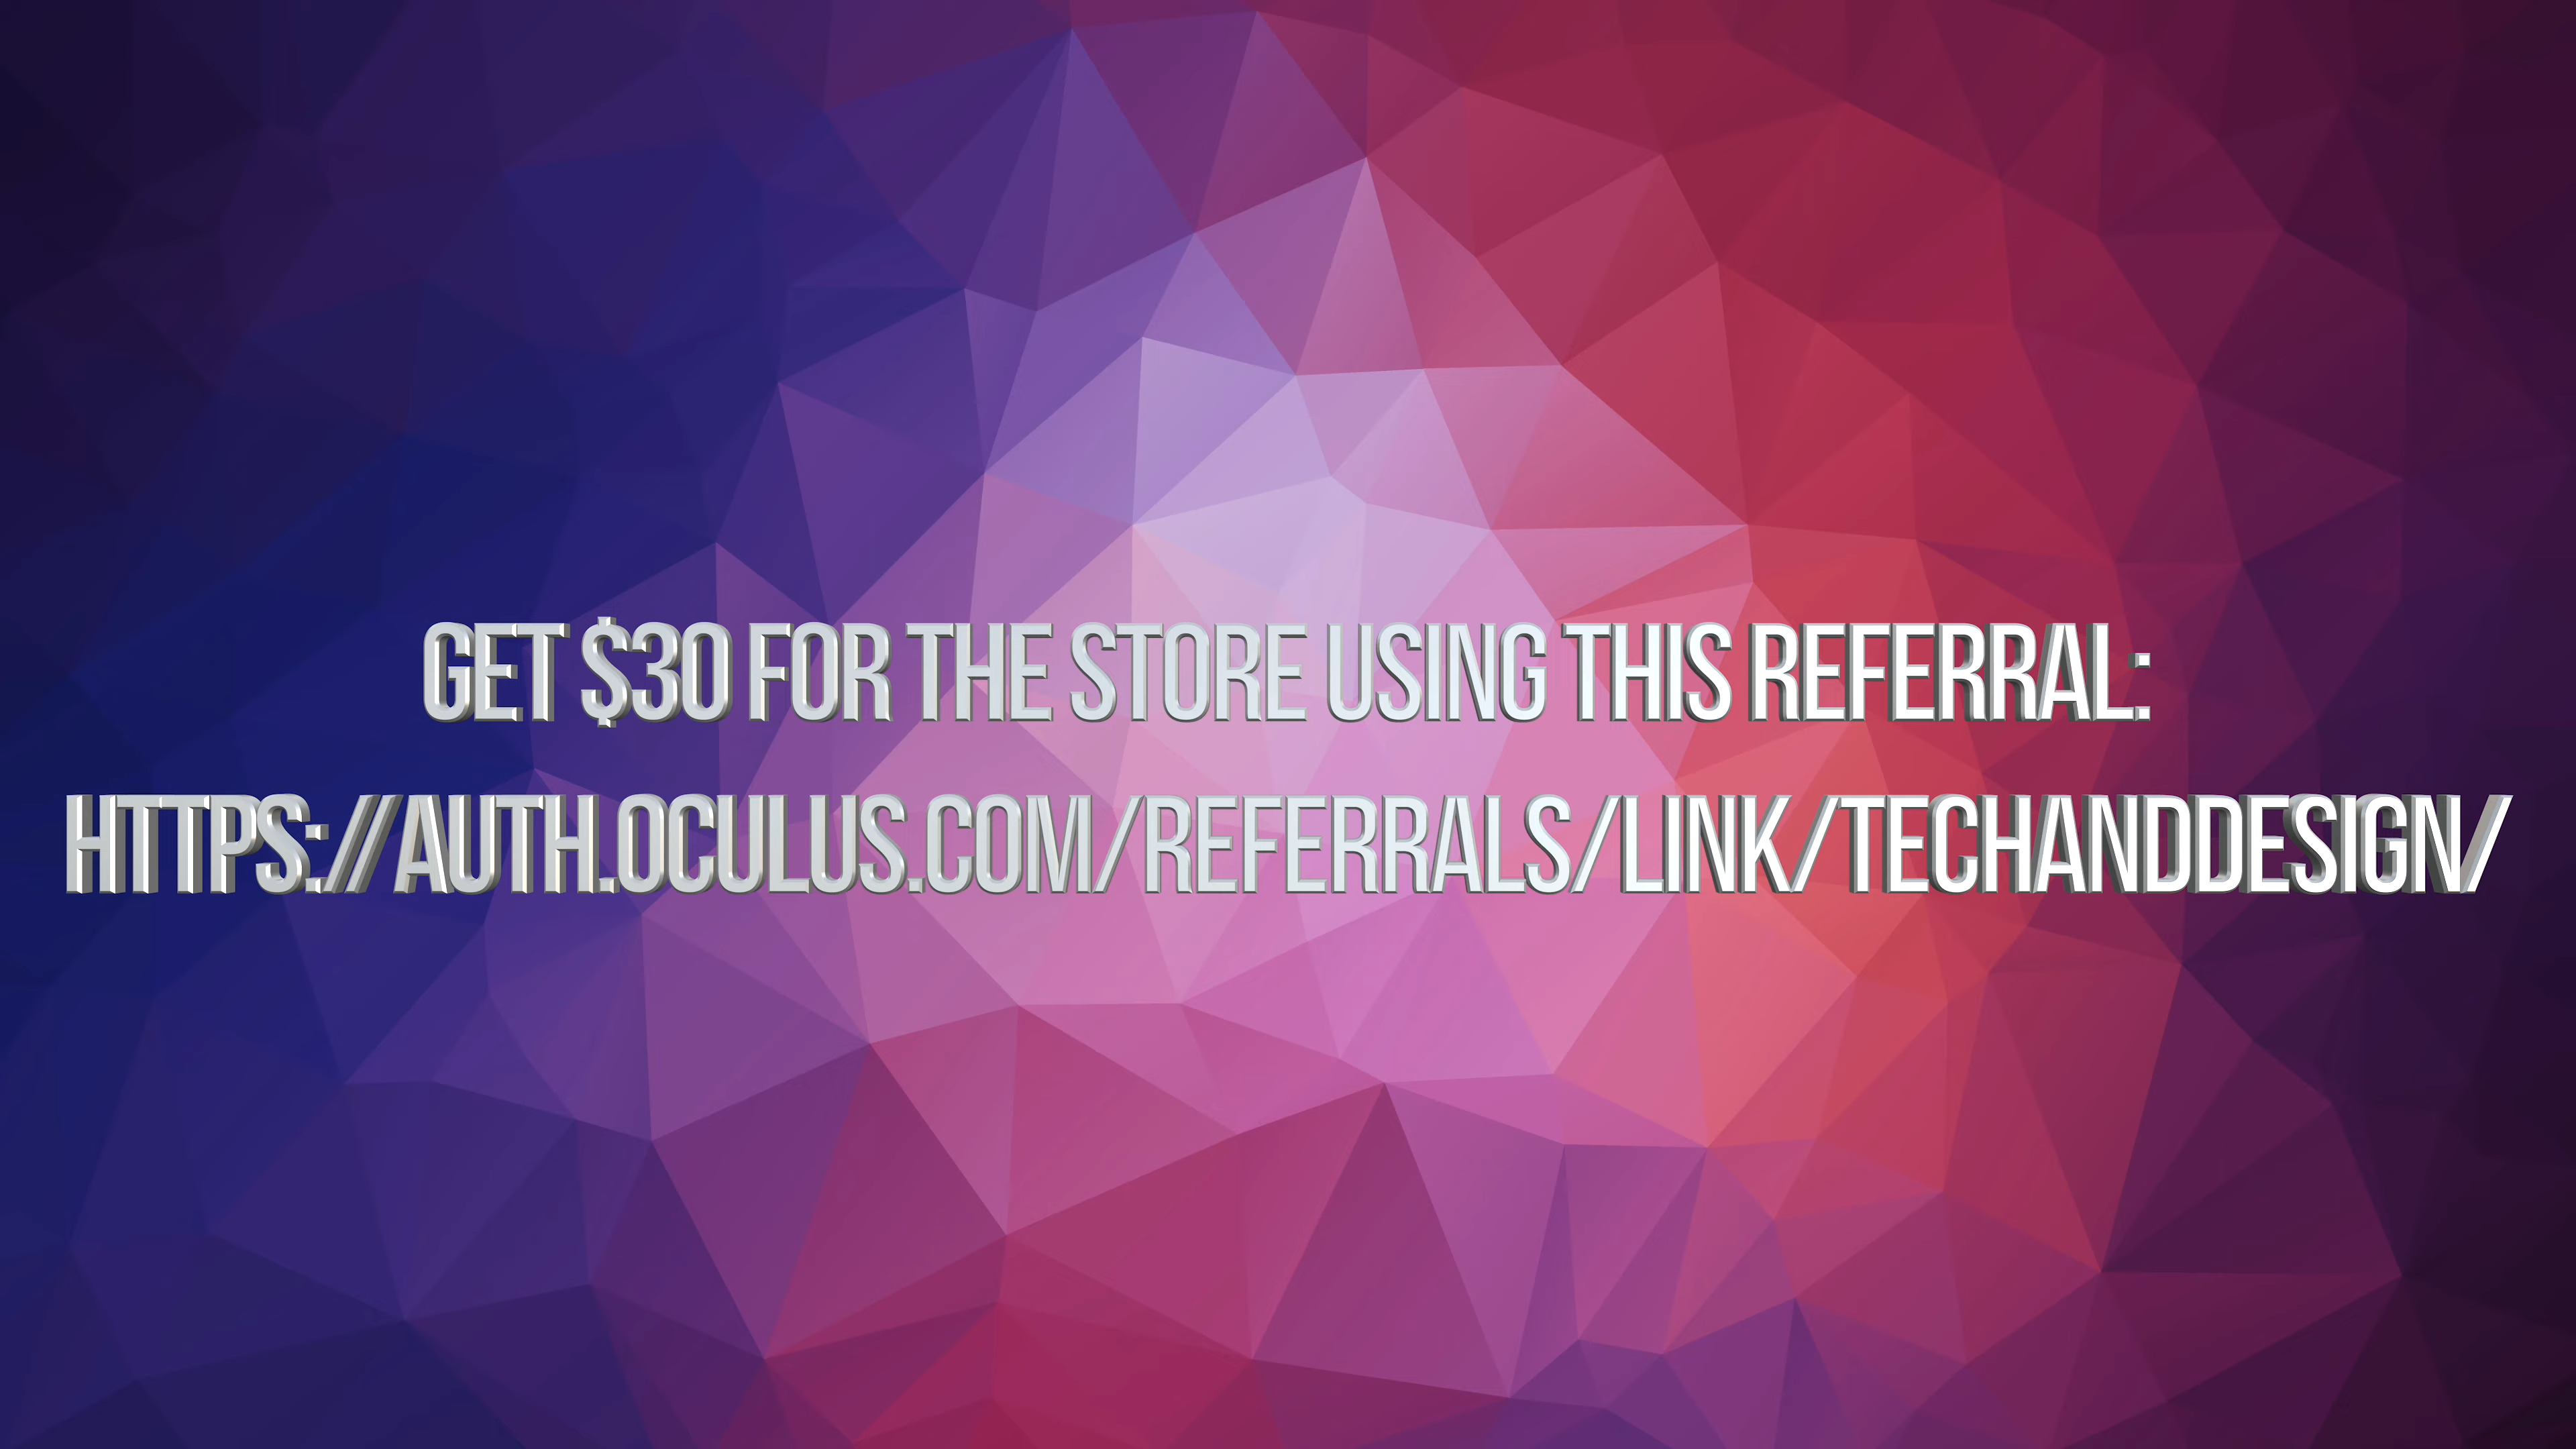 GET $30 FOR THE STORE USING THIS REFERRAL:
HTTPS://AUTH.OCULUS.COM/REFERRALS/LINK/TECHANDDESIGN/